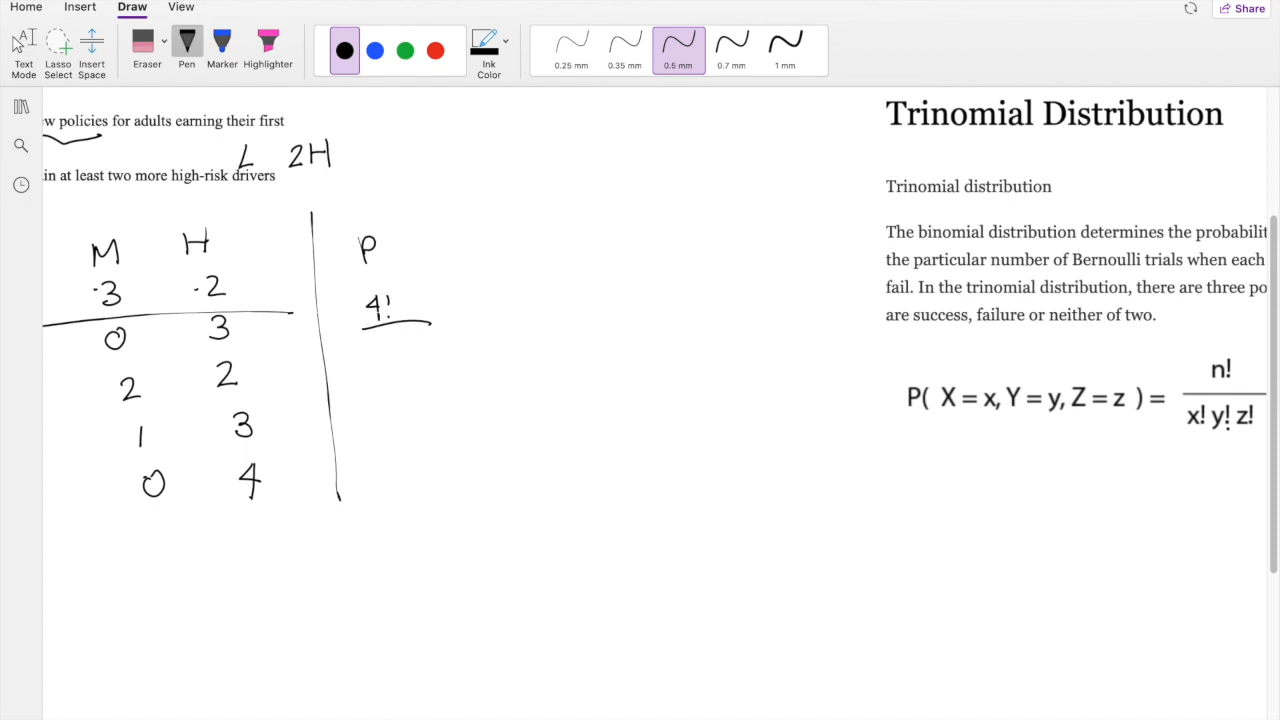 Home Insert Draw View
Share
Text Mode
Lasso Select
Insert Space
Eraser
Pen
Marker
Highlighter
Ink Color
0.25 mm
0.35 mm
0.5 mm
0.7 mm
1 mm
ew policies for adults earning their first
L 2H
in at least two more high-risk drivers
M H P
.3 .2 4!
0 3
2 2
1 3
0 4
Trinomial Distribution
Trinomial distribution
The binomial distribution determines the probabilit
the particular number of Bernoulli trials when each
fail. In the trinomial distribution, there are three po
are success, failure or neither of two.
P( X = x, Y = y, Z = z ) = n! / x! y! z!